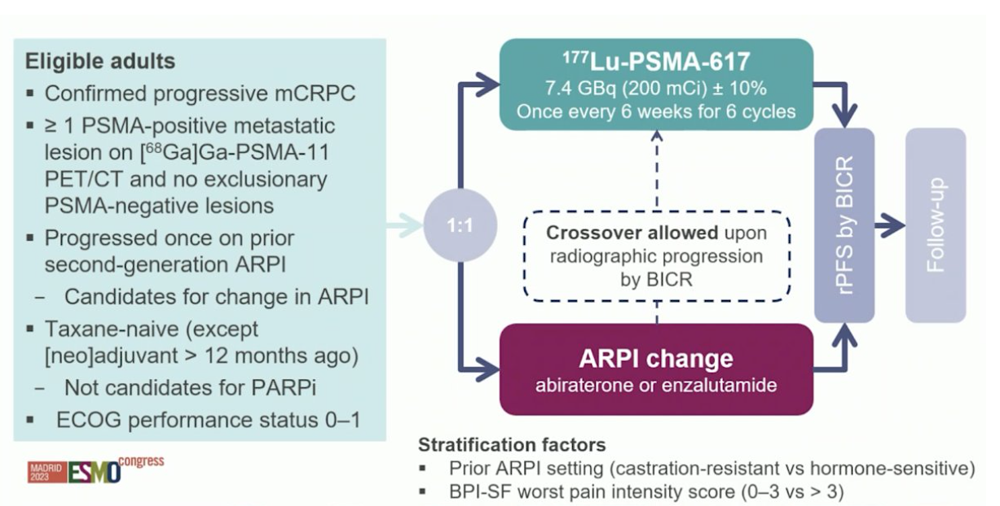 Eligible adults
▪ Confirmed progressive mCRPC
▪ ≥ 1 PSMA-positive metastatic
lesion on [⁶⁸Ga]Ga-PSMA-11
PET/CT and no exclusionary
PSMA-negative lesions
▪ Progressed once on prior
second-generation ARPI
– Candidates for change in ARPI
▪ Taxane-naive (except
[neo]adjuvant > 12 months ago)
– Not candidates for PARPi
▪ ECOG performance status 0–1
1:1
¹⁷⁷Lu-PSMA-617
7.4 GBq (200 mCi) ± 10%
Once every 6 weeks for 6 cycles
Crossover allowed upon
radiographic progression
by BICR
ARPI change
abiraterone or enzalutamide
rPFS by BICR
Follow-up
Stratification factors
▪ Prior ARPI setting (castration-resistant vs hormone-sensitive)
▪ BPI-SF worst pain intensity score (0–3 vs > 3)
MADRID
2023
ESMO congress